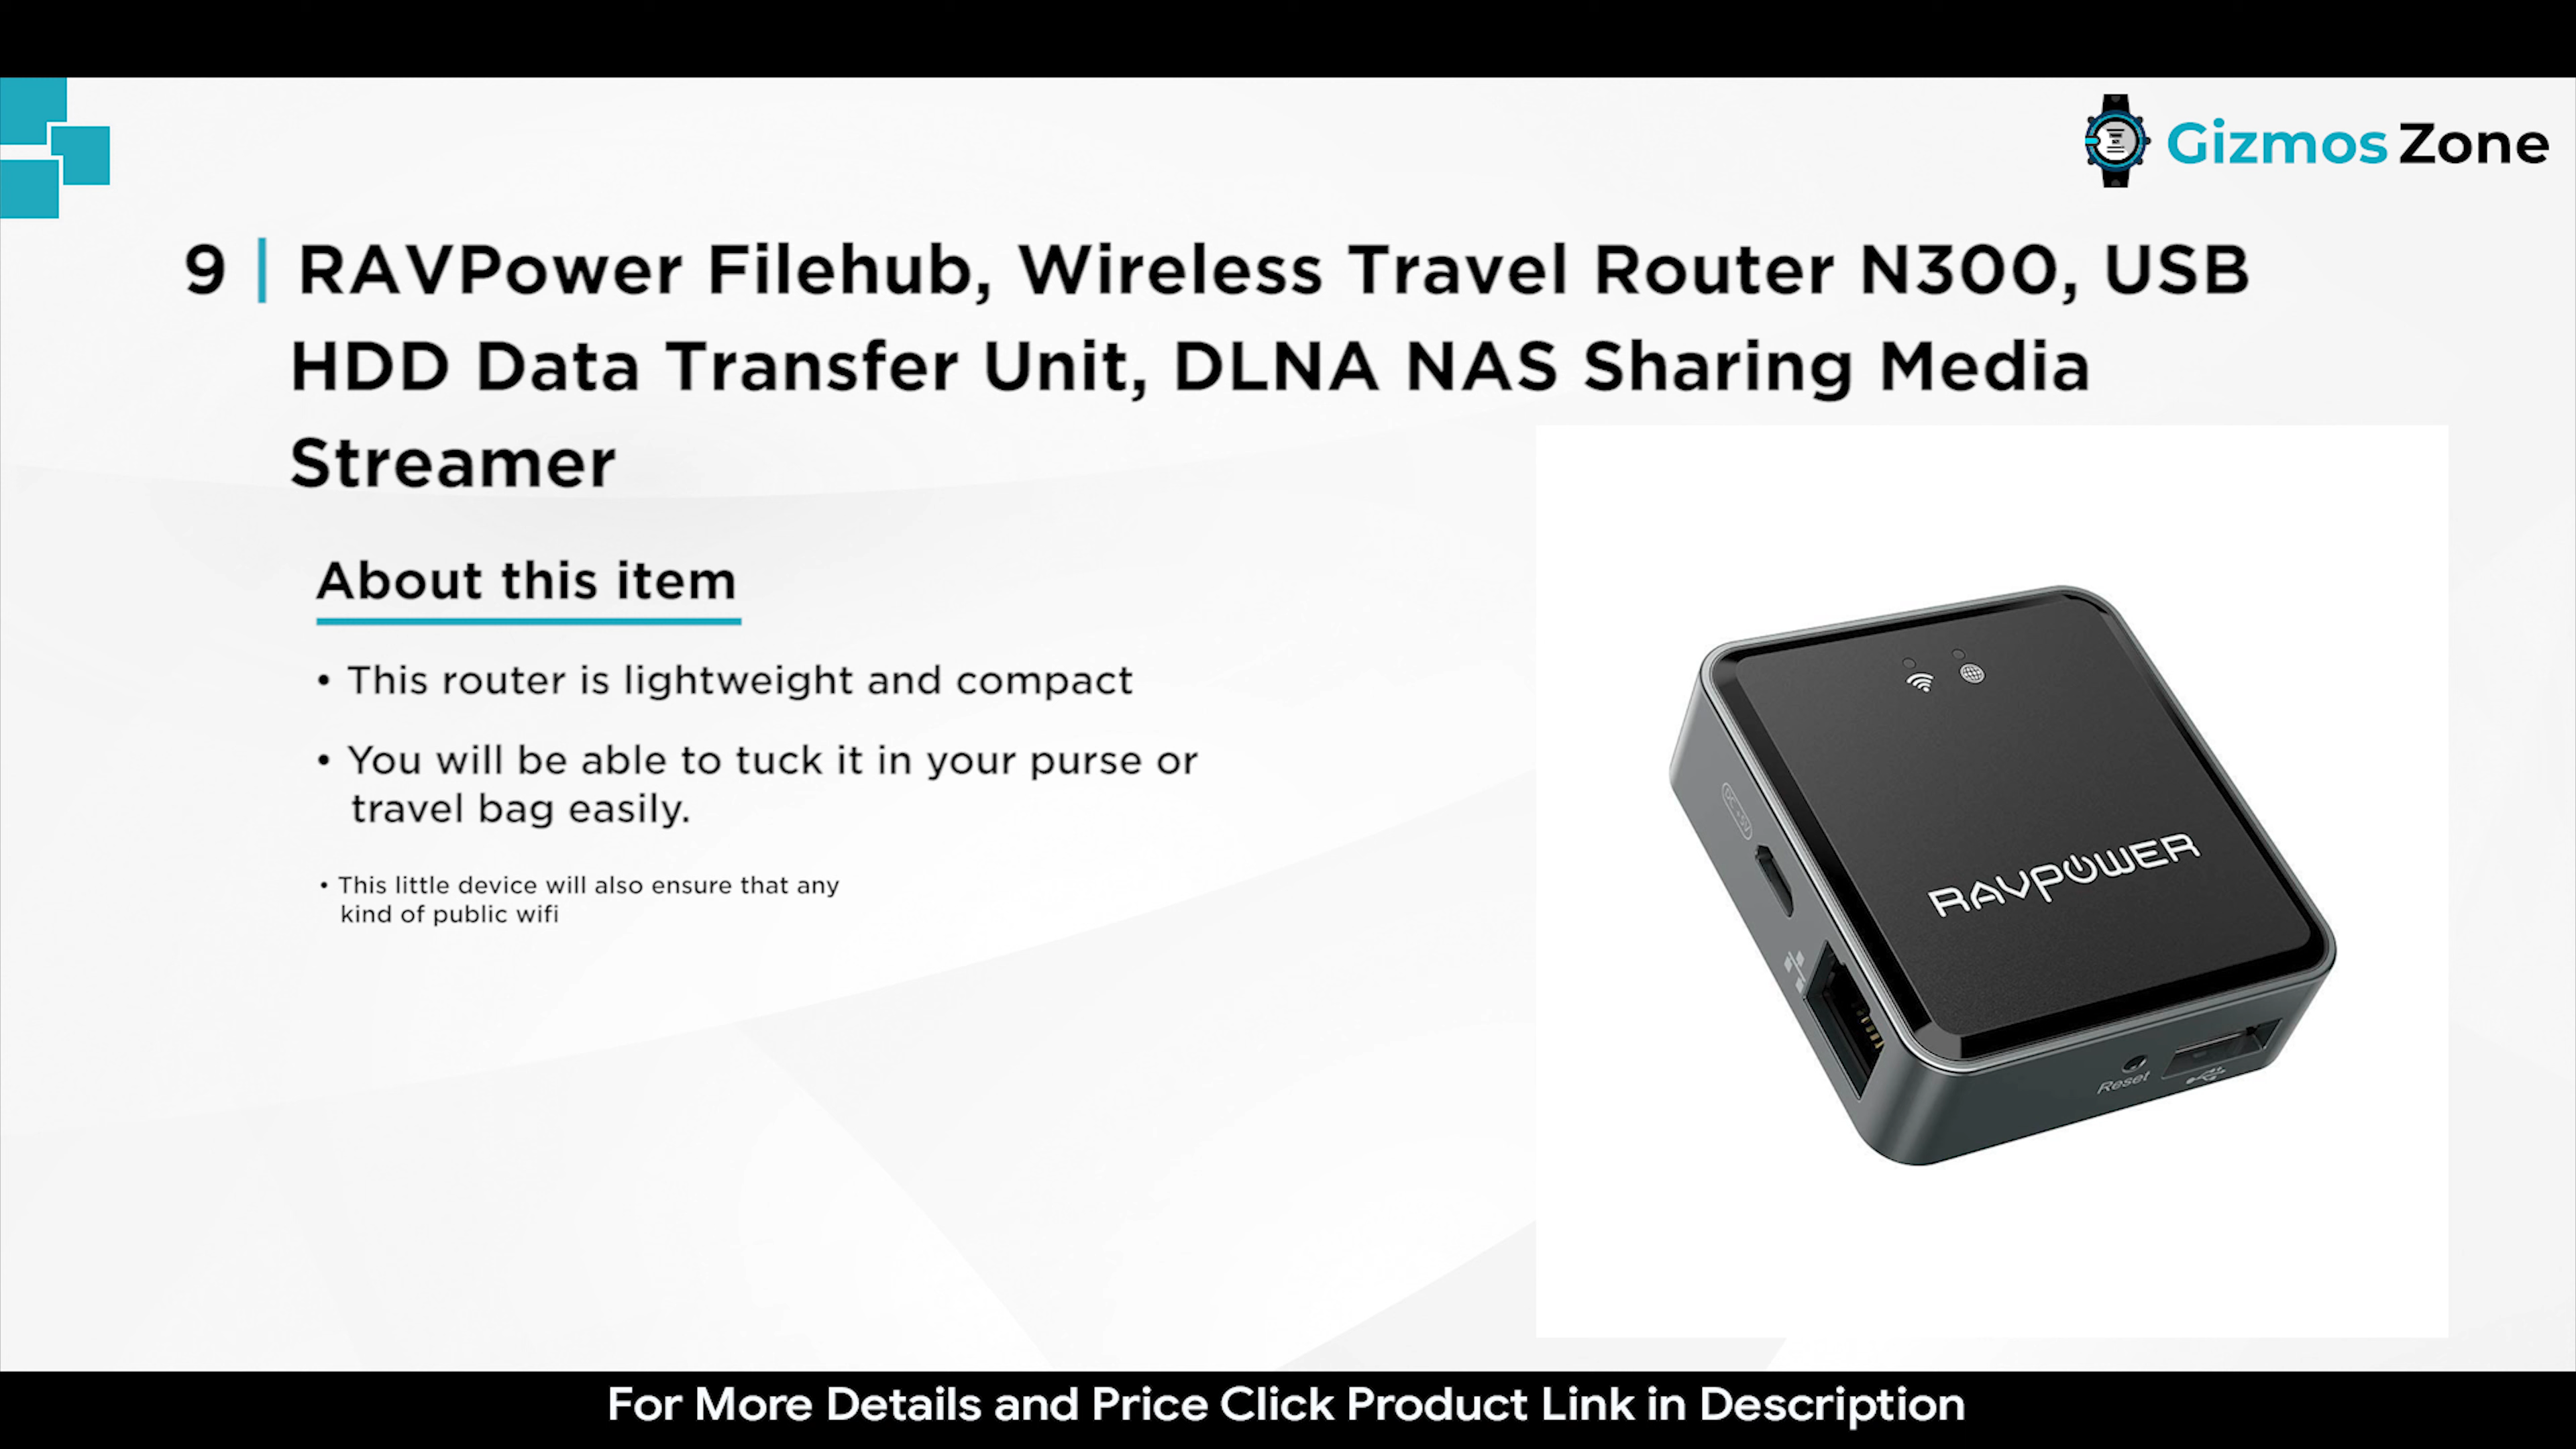 Gizmos Zone
9 | RAVPower Filehub, Wireless Travel Router N300, USB
HDD Data Transfer Unit, DLNA NAS Sharing Media
Streamer
About this item
• This router is lightweight and compact
• You will be able to tuck it in your purse or
travel bag easily.
• This little device will also ensure that any
kind of public wifi
RAVPOWER
Reset
For More Details and Price Click Product Link in Description